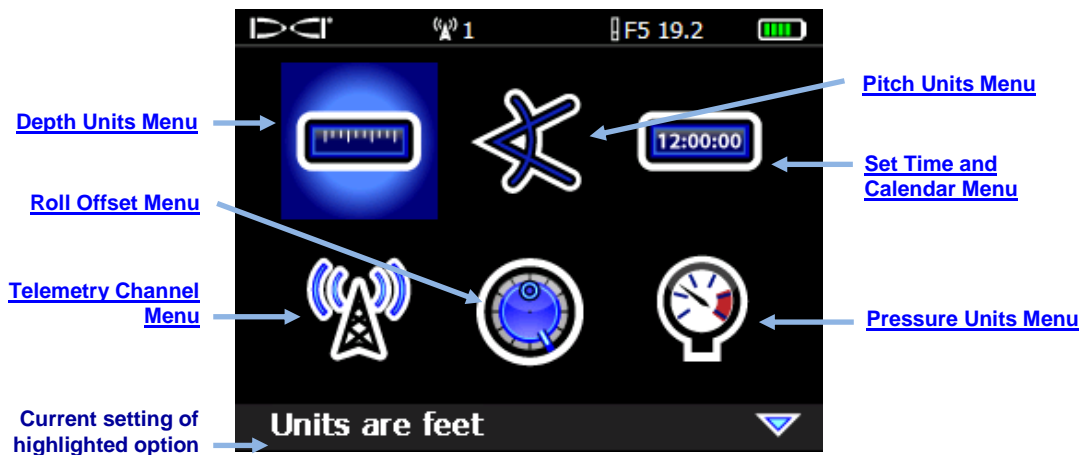 DCI
1
F5 19.2
Depth Units Menu
Pitch Units Menu
12:00:00
Set Time and
Calendar Menu
Roll Offset Menu
Telemetry Channel
Menu
Pressure Units Menu
Current setting of
highlighted option
Units are feet